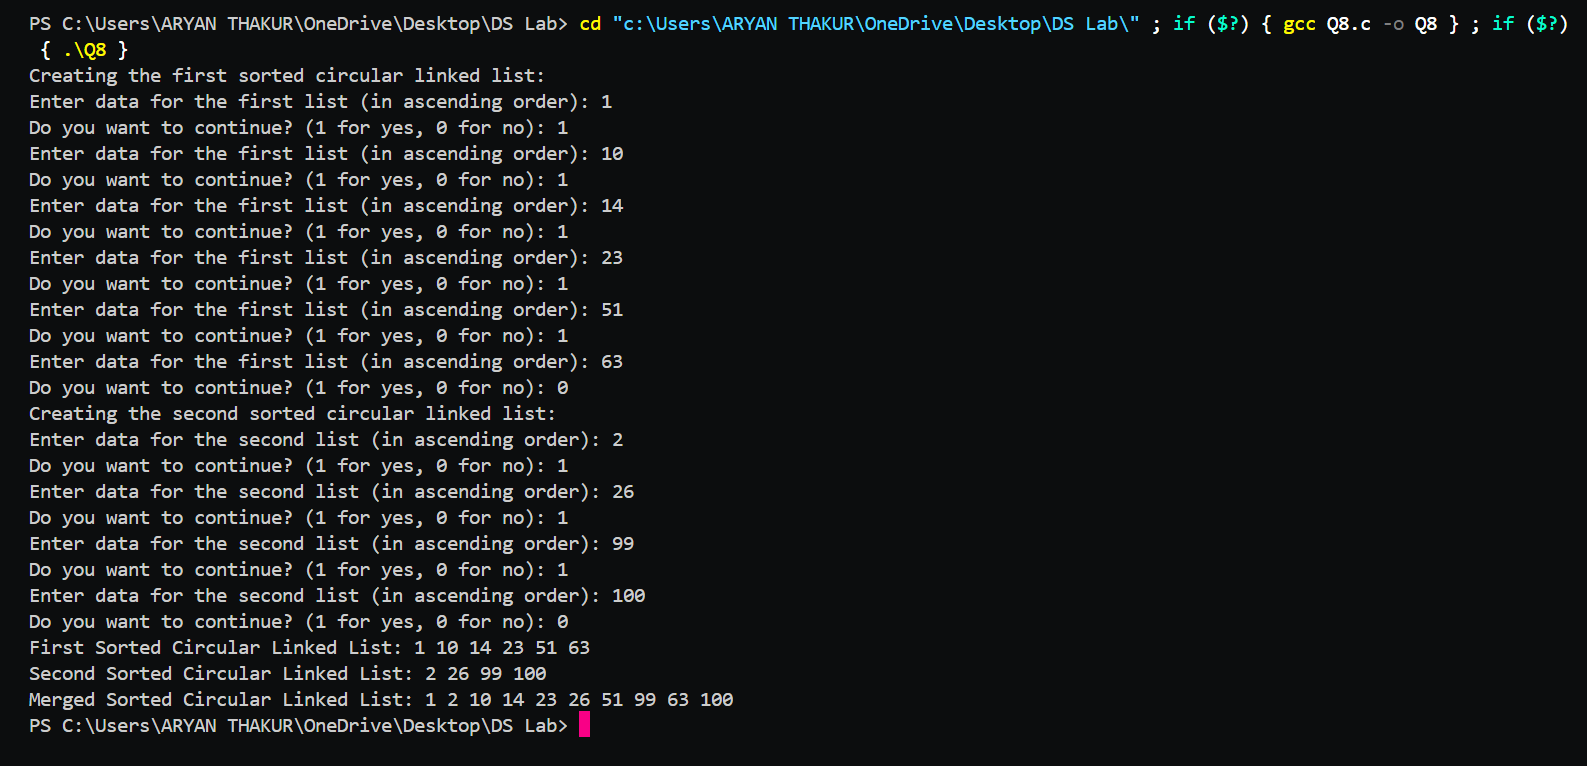 PS C:\Users\ARYAN THAKUR\OneDrive\Desktop\DS Lab> cd "c:\Users\ARYAN THAKUR\OneDrive\Desktop\DS Lab\" ; if ($?) { gcc Q8.c -o Q8 } ; if ($?)
{ .\Q8 }
Creating the first sorted circular linked list:
Enter data for the first list (in ascending order): 1
Do you want to continue? (1 for yes, 0 for no): 1
Enter data for the first list (in ascending order): 10
Do you want to continue? (1 for yes, 0 for no): 1
Enter data for the first list (in ascending order): 14
Do you want to continue? (1 for yes, 0 for no): 1
Enter data for the first list (in ascending order): 23
Do you want to continue? (1 for yes, 0 for no): 1
Enter data for the first list (in ascending order): 51
Do you want to continue? (1 for yes, 0 for no): 1
Enter data for the first list (in ascending order): 63
Do you want to continue? (1 for yes, 0 for no): 0
Creating the second sorted circular linked list:
Enter data for the second list (in ascending order): 2
Do you want to continue? (1 for yes, 0 for no): 1
Enter data for the second list (in ascending order): 26
Do you want to continue? (1 for yes, 0 for no): 1
Enter data for the second list (in ascending order): 99
Do you want to continue? (1 for yes, 0 for no): 1
Enter data for the second list (in ascending order): 100
Do you want to continue? (1 for yes, 0 for no): 0
First Sorted Circular Linked List: 1 10 14 23 51 63
Second Sorted Circular Linked List: 2 26 99 100
Merged Sorted Circular Linked List: 1 2 10 14 23 26 51 99 63 100
PS C:\Users\ARYAN THAKUR\OneDrive\Desktop\DS Lab>